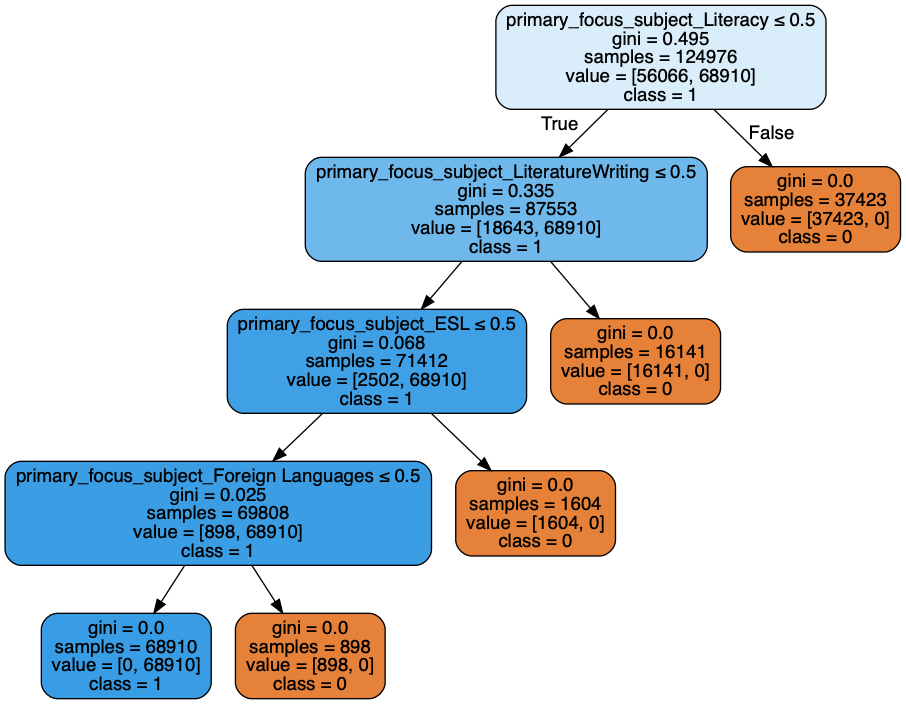 primary_focus_subject_Literacy ≤ 0.5
gini = 0.495
samples = 124976
value = [56066, 68910]
class = 1
True
False
primary_focus_subject_LiteratureWriting ≤ 0.5
gini = 0.335
samples = 87553
value = [18643, 68910]
class = 1
gini = 0.0
samples = 37423
value = [37423, 0]
class = 0
primary_focus_subject_ESL ≤ 0.5
gini = 0.068
samples = 71412
value = [2502, 68910]
class = 1
gini = 0.0
samples = 16141
value = [16141, 0]
class = 0
primary_focus_subject_Foreign Languages ≤ 0.5
gini = 0.025
samples = 69808
value = [898, 68910]
class = 1
gini = 0.0
samples = 1604
value = [1604, 0]
class = 0
gini = 0.0
samples = 68910
value = [0, 68910]
class = 1
gini = 0.0
samples = 898
value = [898, 0]
class = 0